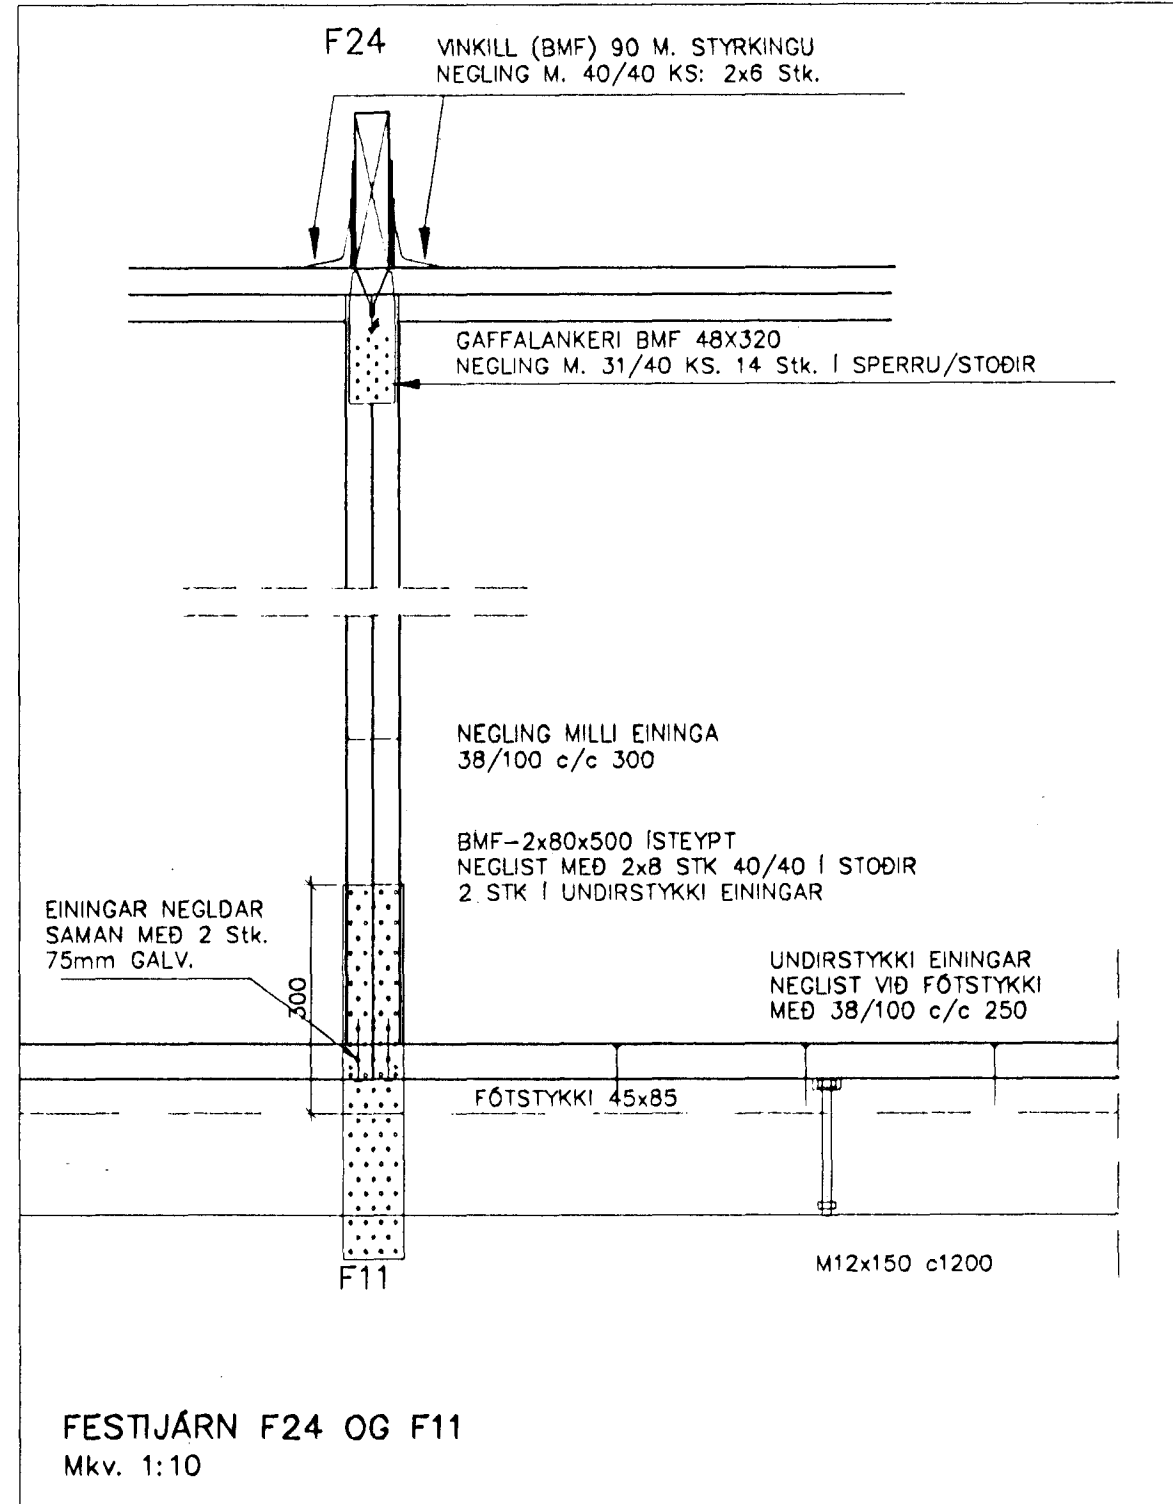 F24
VINKILL (BMF) 90 M. STYRKINGU
NEGLING M. 40/40 KS: 2x6 Stk.
GAFFALANKERI BMF 48X320
NEGLING M. 31/40 KS. 14 Stk. Í SPERRU/STOÐIR
NEGLING MILLI EININGA
38/100 c/c 300
BMF-2x80x500 ÍSTEYPT
NEGLIST MEÐ 2x8 STK 40/40 Í STOÐIR
2 STK Í UNDIRSTYKKI EININGAR
EININGAR NEGLDAR
SAMAN MEÐ 2 Stk.
75mm GALV.
300
UNDIRSTYKKI EININGAR
NEGLIST VIÐ FÓTSTYKKI
MEÐ 38/100 c/c 250
FÓTSTYKKI 45x85
F11
M12x150 c1200
FESTIJÁRN F24 OG F11
Mkv. 1:10